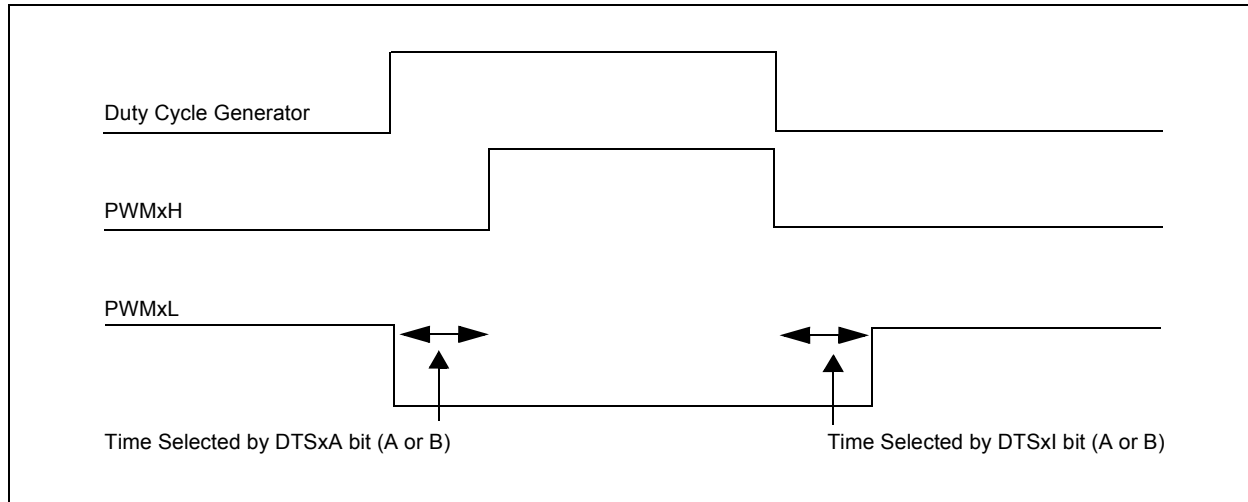 Duty Cycle Generator
PWMxH
PWMxL
Time Selected by DTSxA bit (A or B)
Time Selected by DTSxI bit (A or B)